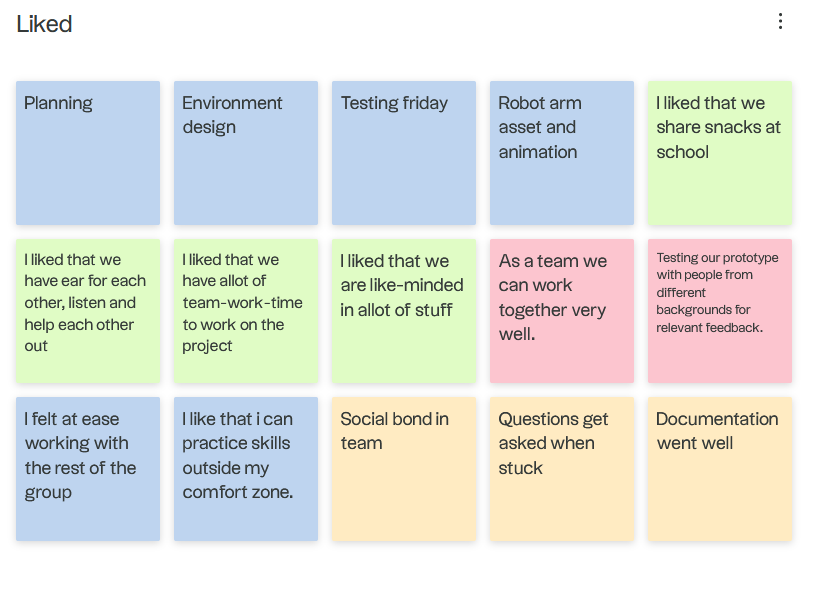 Liked
Planning
Environment
design
Testing friday
Robot arm
asset and
animation
I liked that we
share snacks at
school
I liked that we
have ear for each
other, listen and
help each other
out
I liked that we
have allot of
team-work-time
to work on the
project
I liked that we
are like-minded
in allot of stuff
As a team we
can work
together very
well.
Testing our prototype
with people from
different
backgrounds for
relevant feedback.
I felt at ease
working with
the rest of the
group
I like that i can
practice skills
outside my
comfort zone.
Social bond in
team
Questions get
asked when
stuck
Documentation
went well